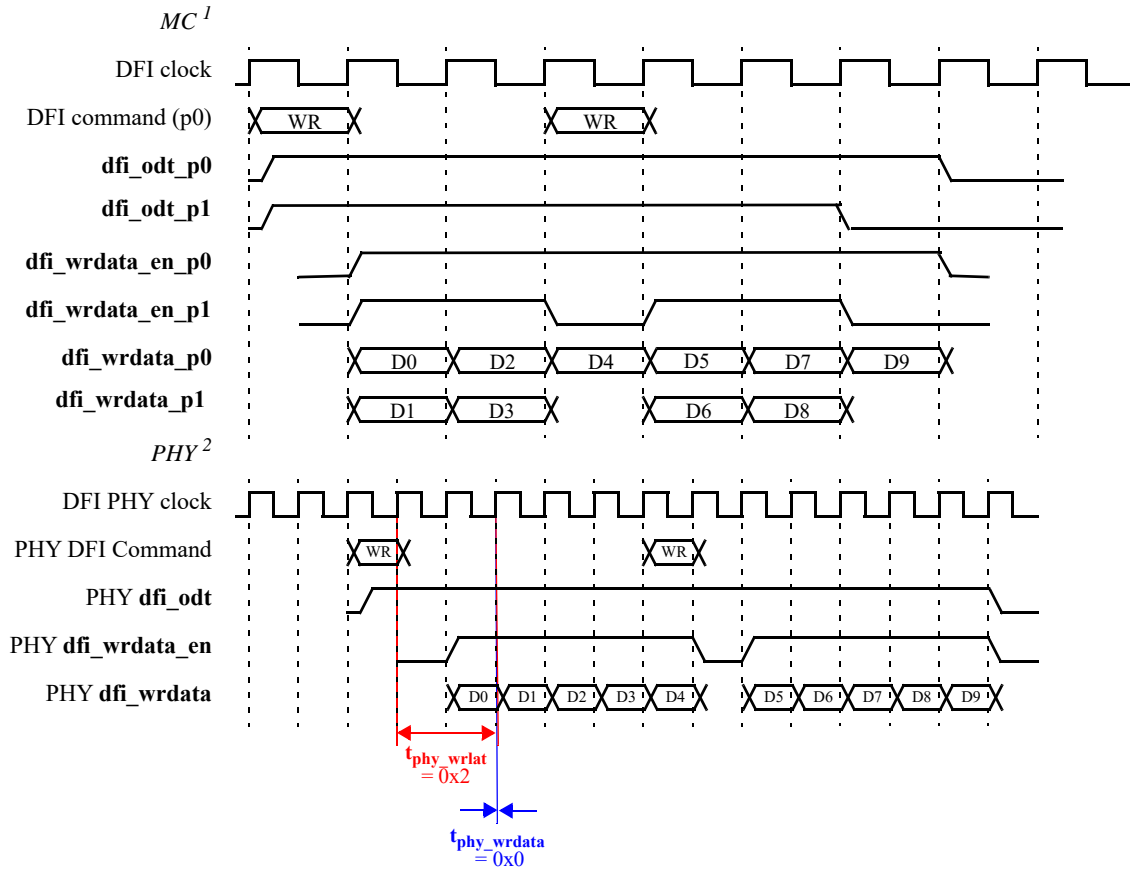 MC 1
DFI clock
DFI command (p0) WR WR
dfi_odt_p0
dfi_odt_p1
dfi_wrdata_en_p0
dfi_wrdata_en_p1
dfi_wrdata_p0 D0 D2 D4 D5 D7 D9
dfi_wrdata_p1 D1 D3 D6 D8
PHY 2
DFI PHY clock
PHY DFI Command WR WR
PHY dfi_odt
PHY dfi_wrdata_en
PHY dfi_wrdata D0 D1 D2 D3 D4 D5 D6 D7 D8 D9
tphy_wrlat
= 0x2
tphy_wrdata
= 0x0